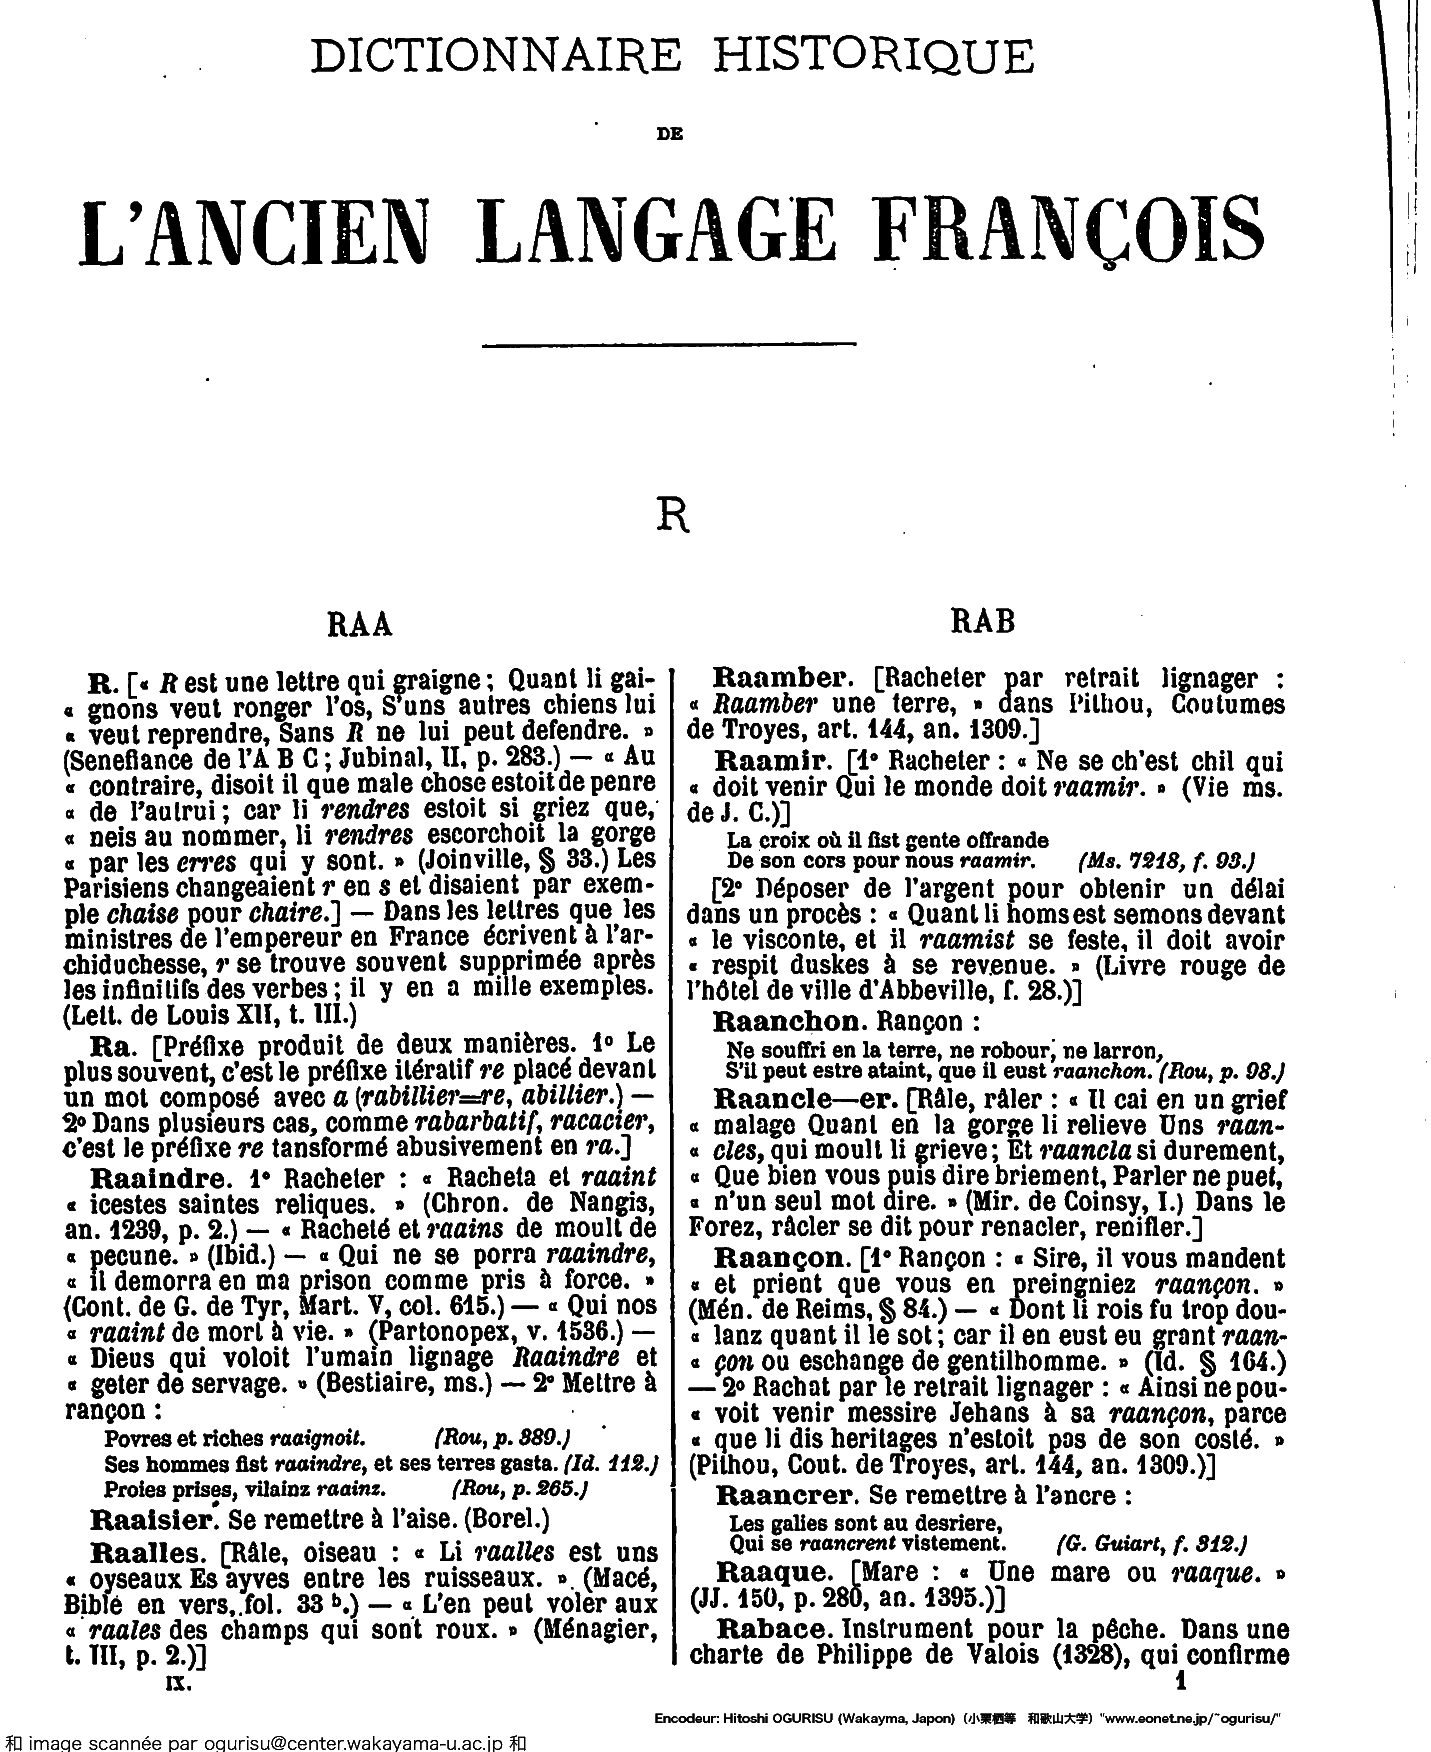 DICTIONNAIRE HISTORIQUE
DE
L'ANCIEN LANGAGE FRANÇOIS
R
RAA
R. [« R est une lettre qui graigne ; Quant li gai-
« gnons veut ronger l'os, S'uns autres chiens lui
« veut reprendre, Sans R ne lui peut defendre. »
(Senefiance de l'A B C ; Jubinal, II, p. 283.) — « Au
« contraire, disoit il que male chose estoit de penre
« de l'autrui ; car li rendres estoit si griez que,
« neis au nommer, li rendres escorchoit la gorge
« par les erres qui y sont. » (Joinville, § 33.) Les
Parisiens changeaient r en s et disaient par exem-
ple chaise pour chaire.] — Dans les lettres que les
ministres de l'empereur en France écrivent à l'ar-
chiduchesse, r se trouve souvent supprimée après
les infinitifs des verbes ; il y en a mille exemples.
(Lett. de Louis XII, t. III.)
Ra. [Préfixe produit de deux manières. 1º Le
plus souvent, c'est le préfixe itératif re placé devant
un mot composé avec a (rabillier=re, abillier.) —
2º Dans plusieurs cas, comme rabarbatif, racacier,
c'est le préfixe re tansformé abusivement en ra.]
Raaindre. 1º Racheter : « Racheta et raaint
« icestes saintes reliques. » (Chron. de Nangis,
an. 1239, p. 2.) — « Racheté et raains de moult de
« pecune. » (Ibid.) — « Qui ne se porra raaindre,
« il demorra en ma prison comme pris à force. »
(Cont. de G. de Tyr, Mart. V, col. 615.) — « Qui nos
« raaint de mort à vie. » (Partonopex, v. 1536.) —
« Dieus qui voloit l'umain lignage Raaindre et
« geter de servage. » (Bestiaire, ms.) — 2º Mettre à
rançon :
Povres et riches raaignoit. (Rou, p. 389.)
Ses hommes fist raaindre, et ses terres gasta. (Id. 112.)
Proies prises, vilainz raainz. (Rou, p. 265.)
Raaisier. Se remettre à l'aise. (Borel.)
Raalles. [Râle, oiseau : « Li raalles est uns
« oyseaux Es ayves entre les ruisseaux. » (Macé,
Bible en vers, fol. 33 b.) — « L'en peut voler aux
« raales des champs qui sont roux. » (Ménagier,
t. III, p. 2.)]
IX.
RAB
Raamber. [Racheter par retrait lignager :
« Raamber une terre, » dans Pithou, Coutumes
de Troyes, art. 144, an. 1309.]
Raamir. [1º Racheter : « Ne se ch'est chil qui
« doit venir Qui le monde doit raamir. » (Vie ms.
de J. C.)]
La croix où il fist gente offrande
De son cors pour nous raamir. (Ms. 7218, f. 93.)
[2º Déposer de l'argent pour obtenir un délai
dans un procès : « Quant li homs est semons devant
« le visconte, et il raamist se feste, il doit avoir
« respit duskes à se revenue. » (Livre rouge de
l'hôtel de ville d'Abbeville, f. 28.)]
Raanchon. Rançon :
Ne souffri en la terre, ne robour, ne larron,
S'il peut estre ataint, que il eust raanchon. (Rou, p. 98.)
Raancle—er. [Râle, râler : « Il cai en un grief
« malage Quant en la gorge li relieve Uns raan-
« cles, qui moult li grieve ; Et raancla si durement,
« Que bien vous puis dire briement, Parler ne puet,
« n'un seul mot dire. » (Mir. de Coinsy, I.) Dans le
Forez, râcler se dit pour renacler, renifler.]
Raançon. [1º Rançon : « Sire, il vous mandent
« et prient que vous en preingniez raançon. »
(Mén. de Reims, § 84.) — « Dont li rois fu trop dou-
« lanz quant il le sot ; car il en eust eu grant raan-
« çon ou eschange de gentilhomme. » (Id. § 164.)
— 2º Rachat par le retrait lignager : « Ainsi ne pou-
« voit venir messire Jehans à sa raançon, parce
« que li dis heritages n'estoit pas de son costé. »
(Pithou, Cout. de Troyes, art. 144, an. 1309.)]
Raancrer. Se remettre à l'ancre :
Les galies sont au desriere,
Qui se raancrent vistement. (G. Guiart, f. 312.)
Raaque. [Mare : « Une mare ou raaque. »
(JJ. 150, p. 280, an. 1395.)]
Rabace. Instrument pour la pêche. Dans une
charte de Philippe de Valois (1328), qui confirme
1
Encodeur: Hitoshi OGURISU (Wakayma, Japon) (小栗栖等 和歌山大学) "www.eonet.ne.jp/~ogurisu/"
和 image scannée par ogurisu@center.wakayama-u.ac.jp 和